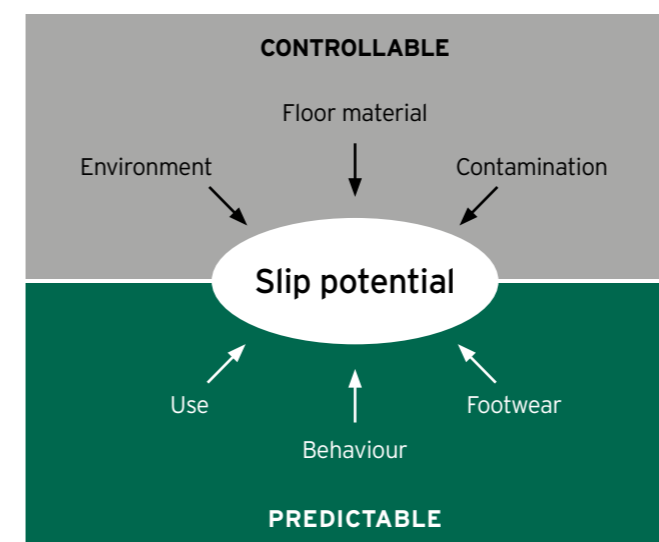 CONTROLLABLE
Floor material
Environment
Contamination
Slip potential
Use
Footwear
Behaviour
PREDICTABLE